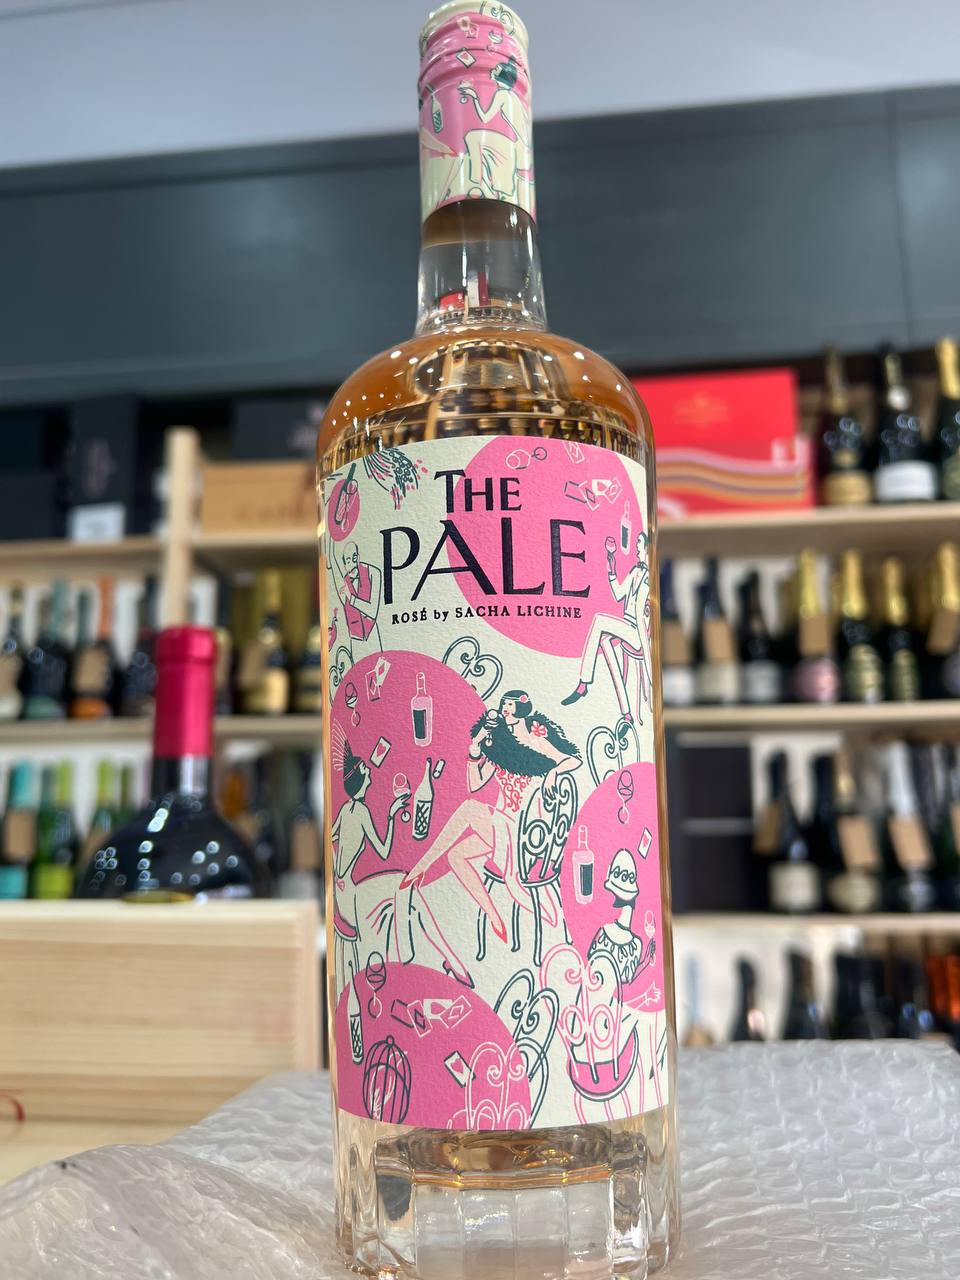 THE
PALE
ROSÉ by SACHA LICHINE